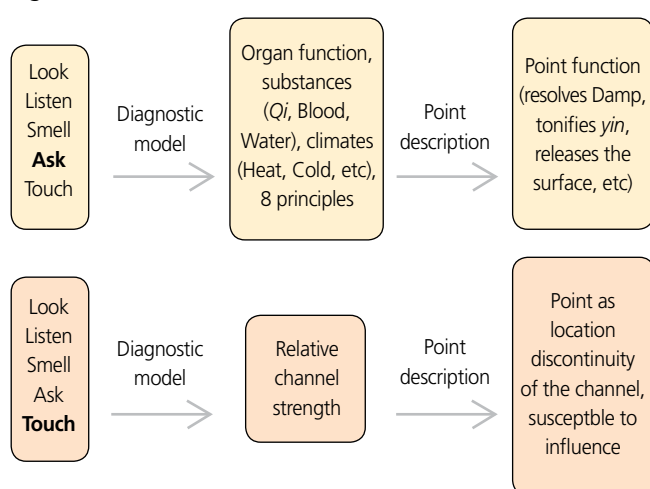 Look
Listen
Smell
Ask
Touch
Diagnostic
model
Organ function,
substances
(Qi, Blood,
Water), climates
(Heat, Cold, etc),
8 principles
Point
description
Point function
(resolves Damp,
tonifies yin,
releases the
surface, etc)
Look
Listen
Smell
Ask
Touch
Diagnostic
model
Relative
channel
strength
Point
description
Point as
location
discontinuity
of the channel,
susceptble to
influence